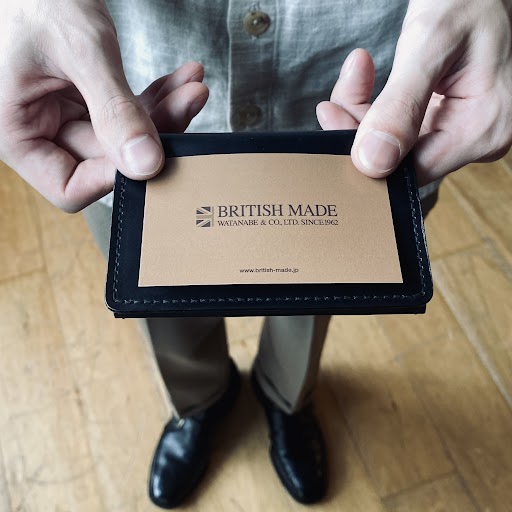 BRITISH MADE
WATANABE & CO., LTD. SINCE1962
www.british-made.jp